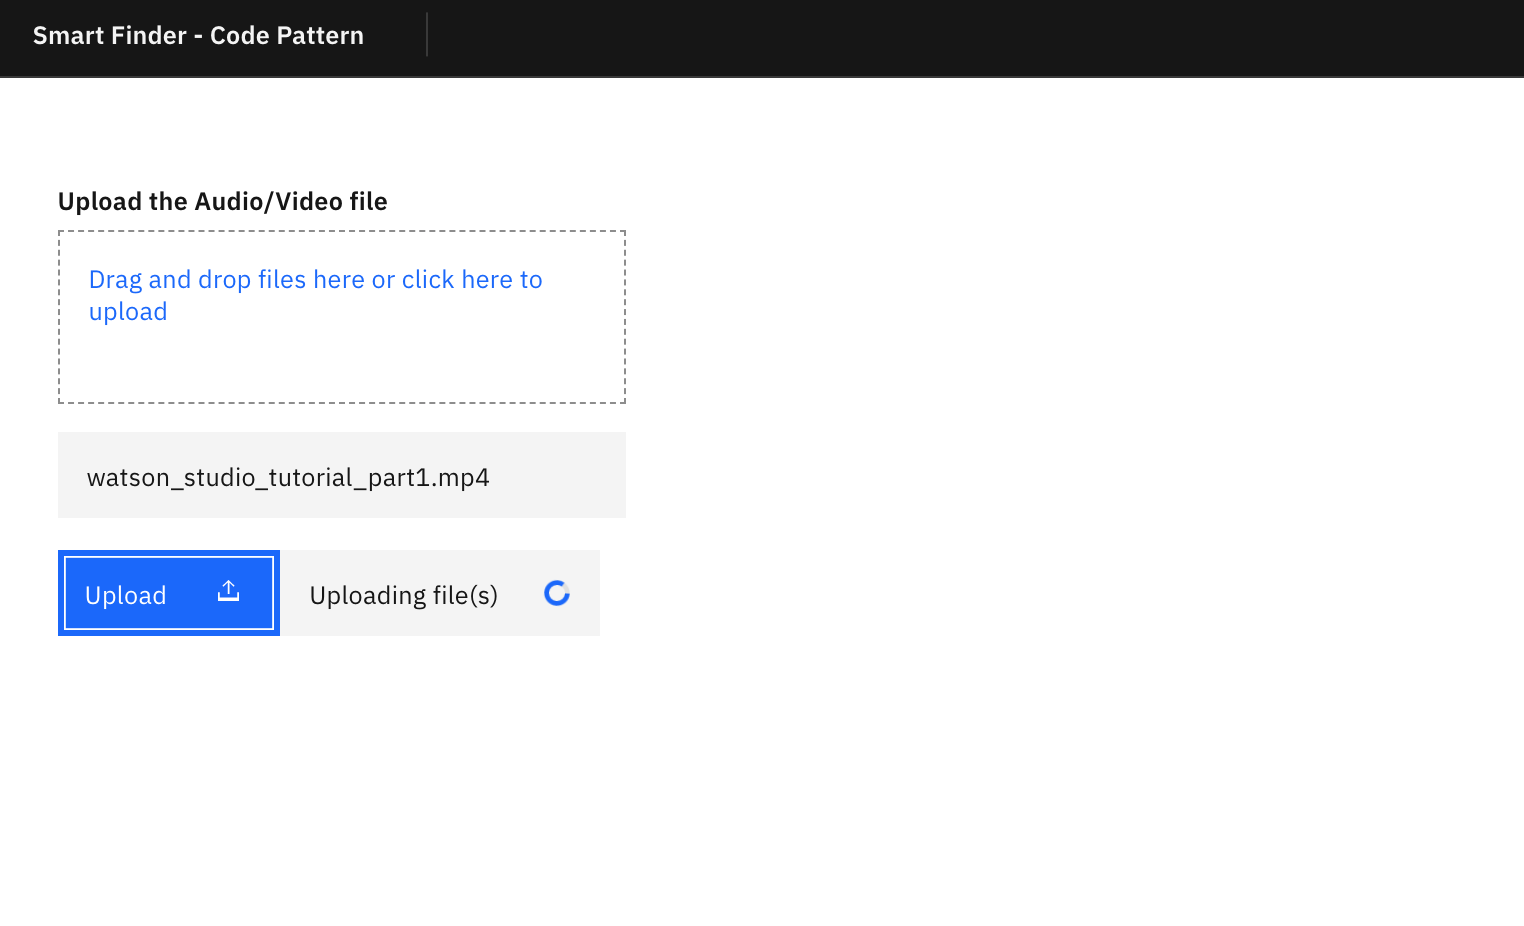 Smart Finder - Code Pattern
Upload the Audio/Video file
Drag and drop files here or click here to
upload
watson_studio_tutorial_part1.mp4
Upload
Uploading file(s)